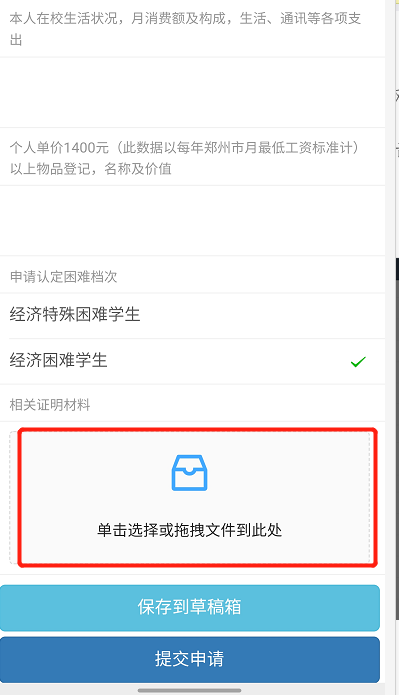 本人在校生活状况，月消费额及构成，生活、通讯等各项支
出
个人单价1400元（此数据以每年郑州市月最低工资标准计）
以上物品登记，名称及价值
申请认定困难档次
经济特殊困难学生
经济困难学生
相关证明材料
单击选择或拖拽文件到此处
保存到草稿箱
提交申请